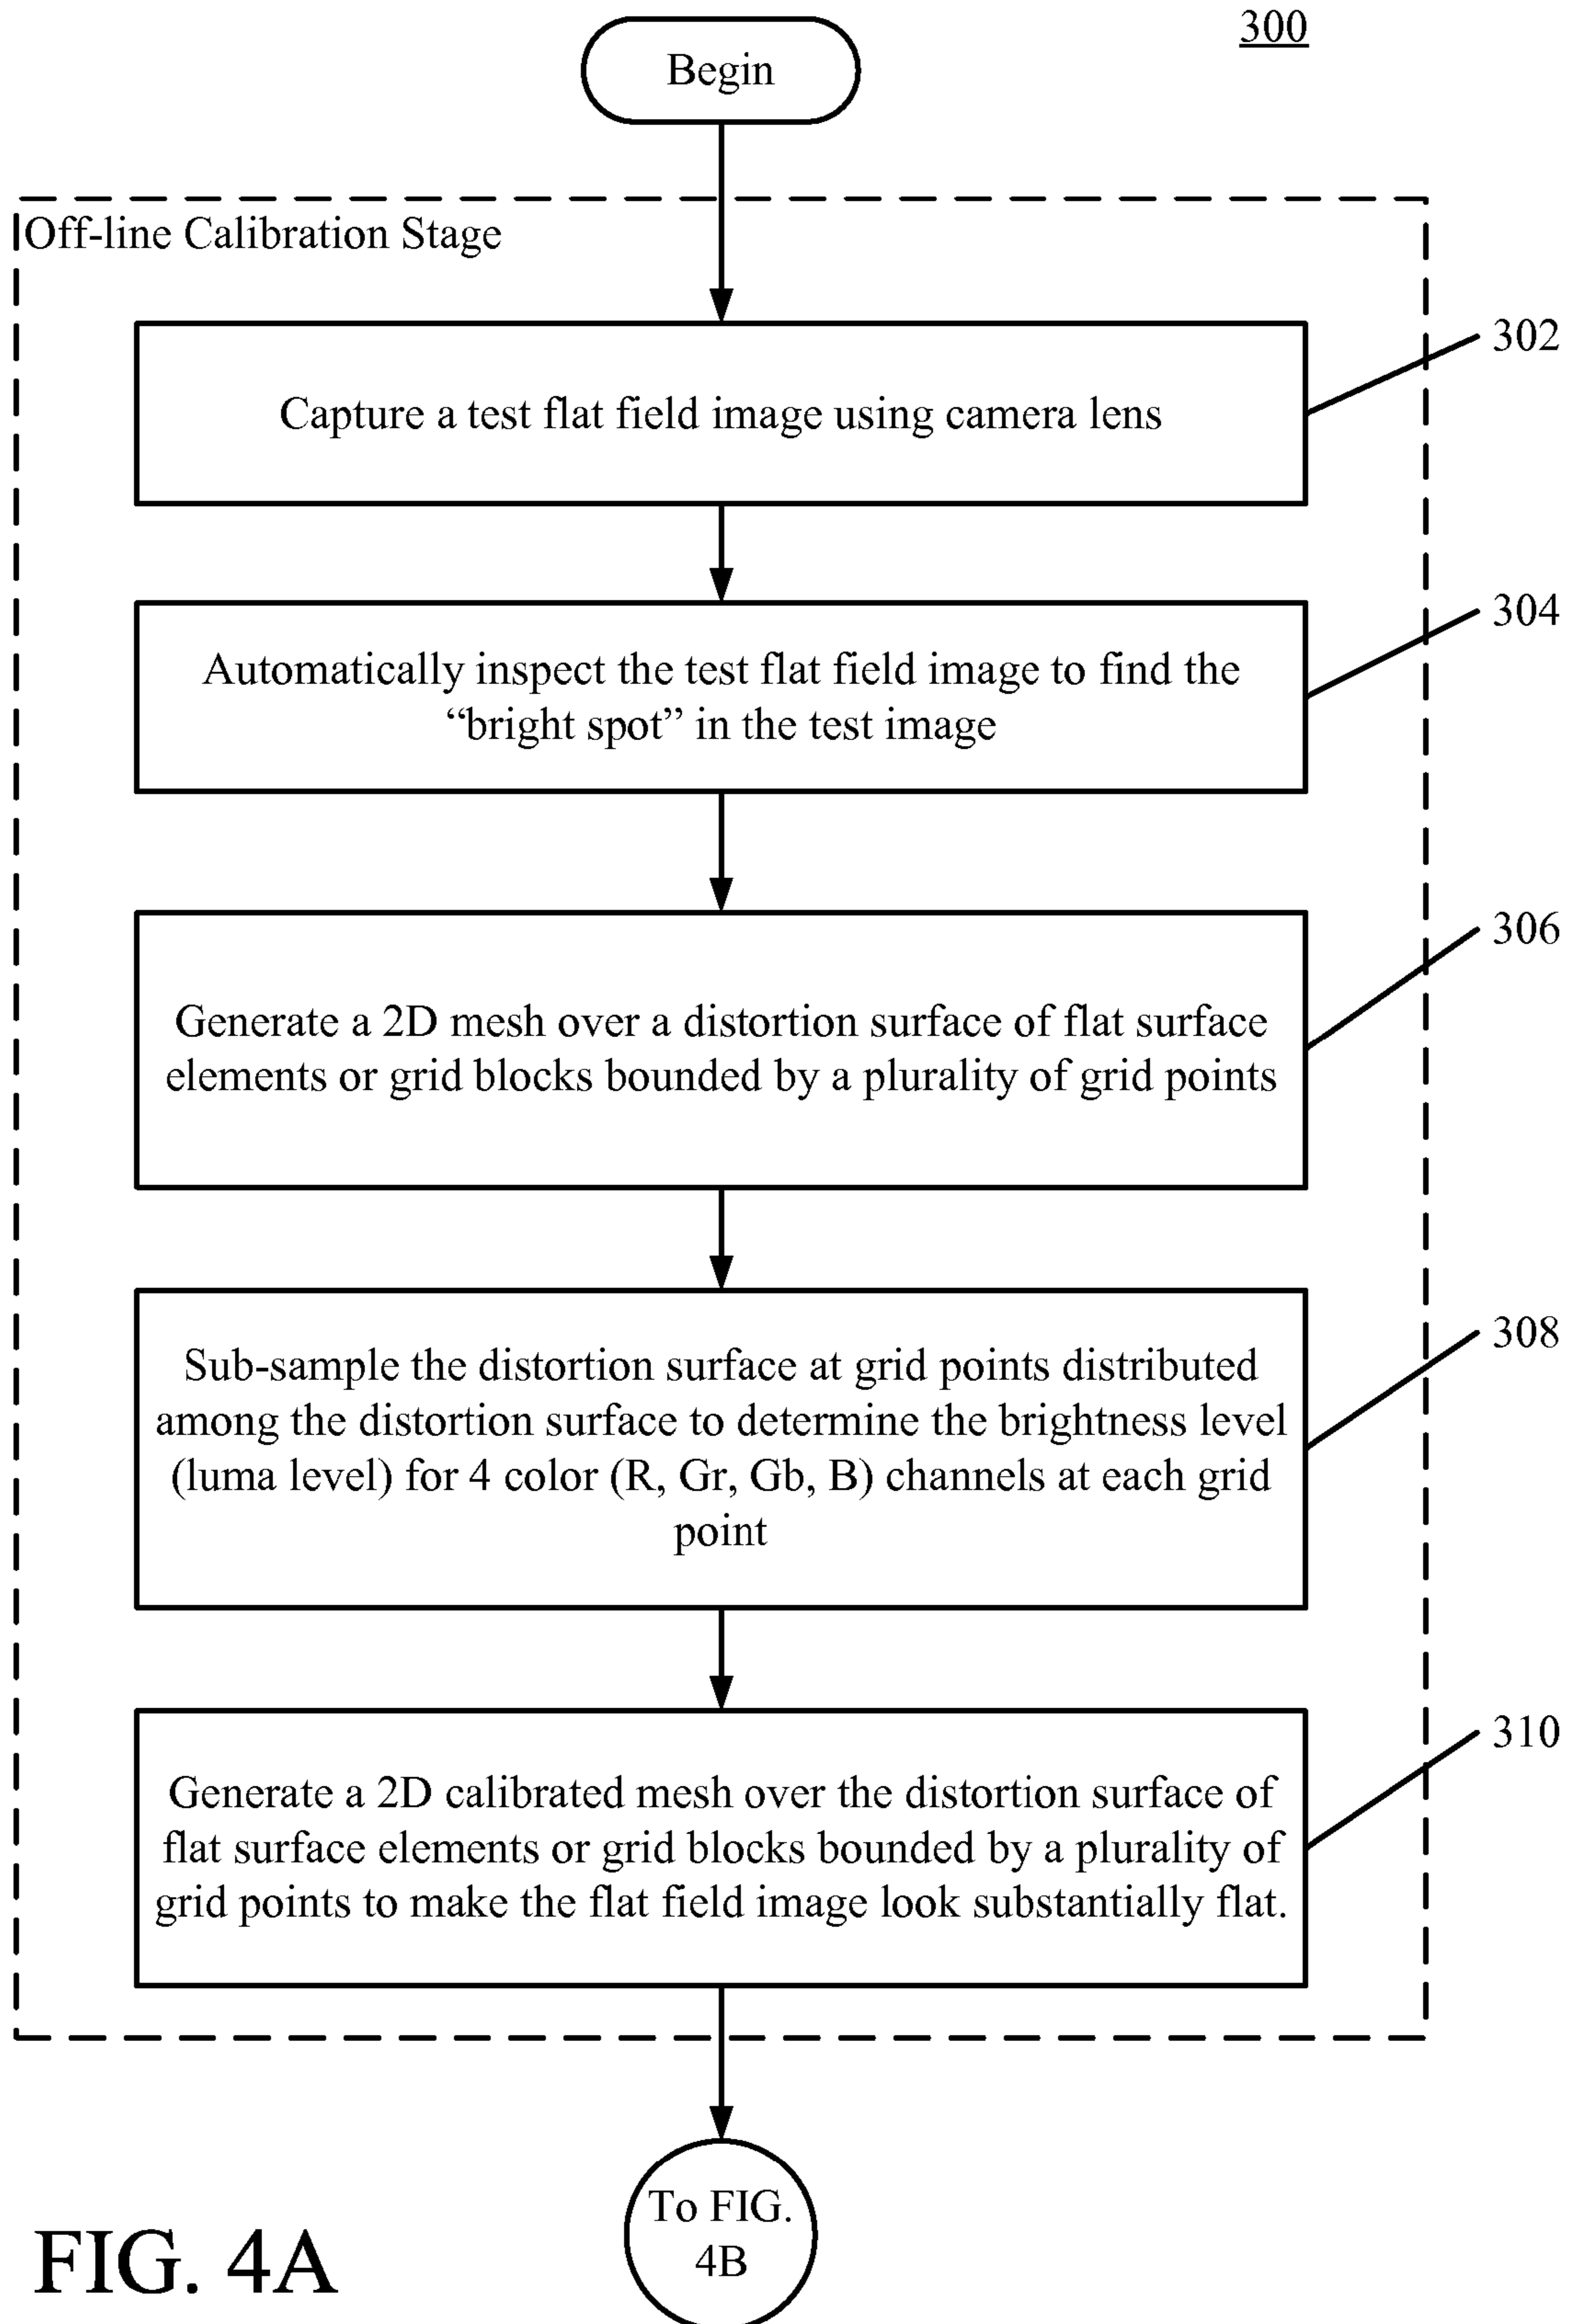 300
Begin
Off-line Calibration Stage
302
Capture a test flat field image using camera lens
304
Automatically inspect the test flat field image to find the
“bright spot” in the test image
306
Generate a 2D mesh over a distortion surface of flat surface
elements or grid blocks bounded by a plurality of grid points
308
Sub-sample the distortion surface at grid points distributed
among the distortion surface to determine the brightness level
(luma level) for 4 color (R, Gr, Gb, B) channels at each grid
point
310
Generate a 2D calibrated mesh over the distortion surface of
flat surface elements or grid blocks bounded by a plurality of
grid points to make the flat field image look substantially flat.
To FIG.
4B
FIG. 4A